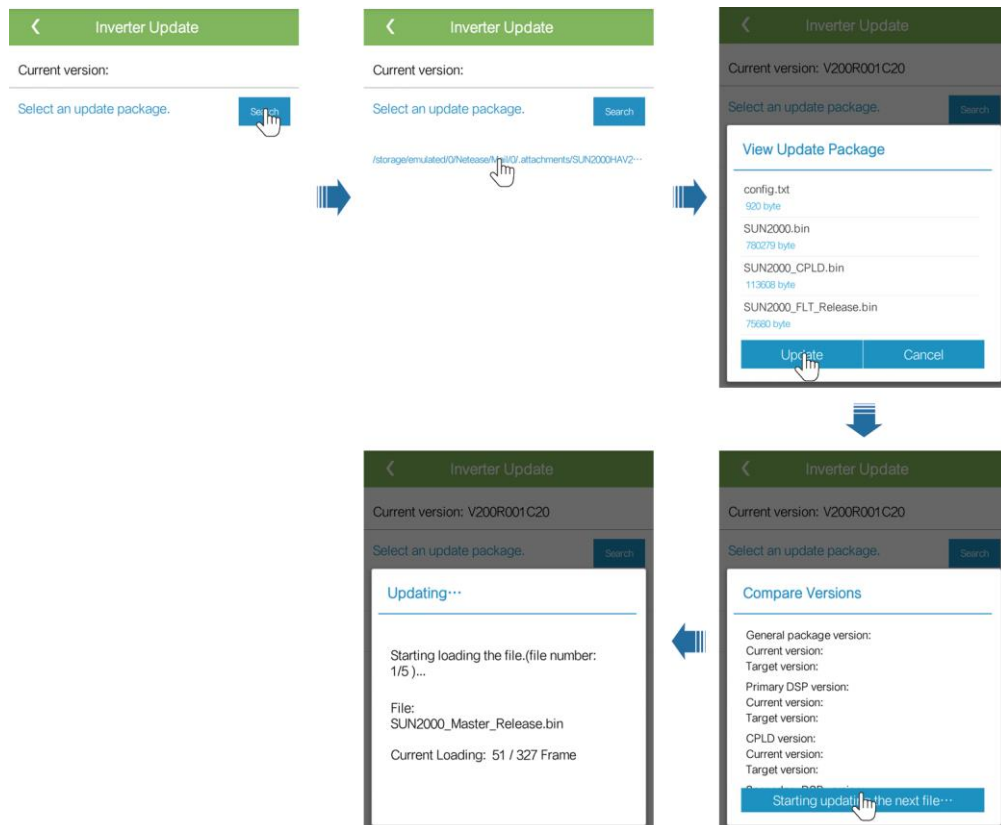 Inverter Update
Current version:
Select an update package.
Search
Inverter Update
Current version:
Select an update package.
Search
/storage/emulated/0/Netease/Mail/0/.attachments/SUN2000HAV2···
Inverter Update
Current version: V200R001C20
Select an update package.
Search
View Update Package
config.txt
920 byte
SUN2000.bin
780279 byte
SUN2000_CPLD.bin
113608 byte
SUN2000_FLT_Release.bin
75680 byte
Update
Cancel
Inverter Update
Current version: V200R001C20
Select an update package.
Search
Compare Versions
General package version:
Current version:
Target version:
Primary DSP version:
Current version:
Target version:
CPLD version:
Current version:
Target version:
Starting updating the next file···
Inverter Update
Current version: V200R001C20
Select an update package.
Search
Updating···
Starting loading the file.(file number:
1/5 )...
File:
SUN2000_Master_Release.bin
Current Loading: 51 / 327 Frame